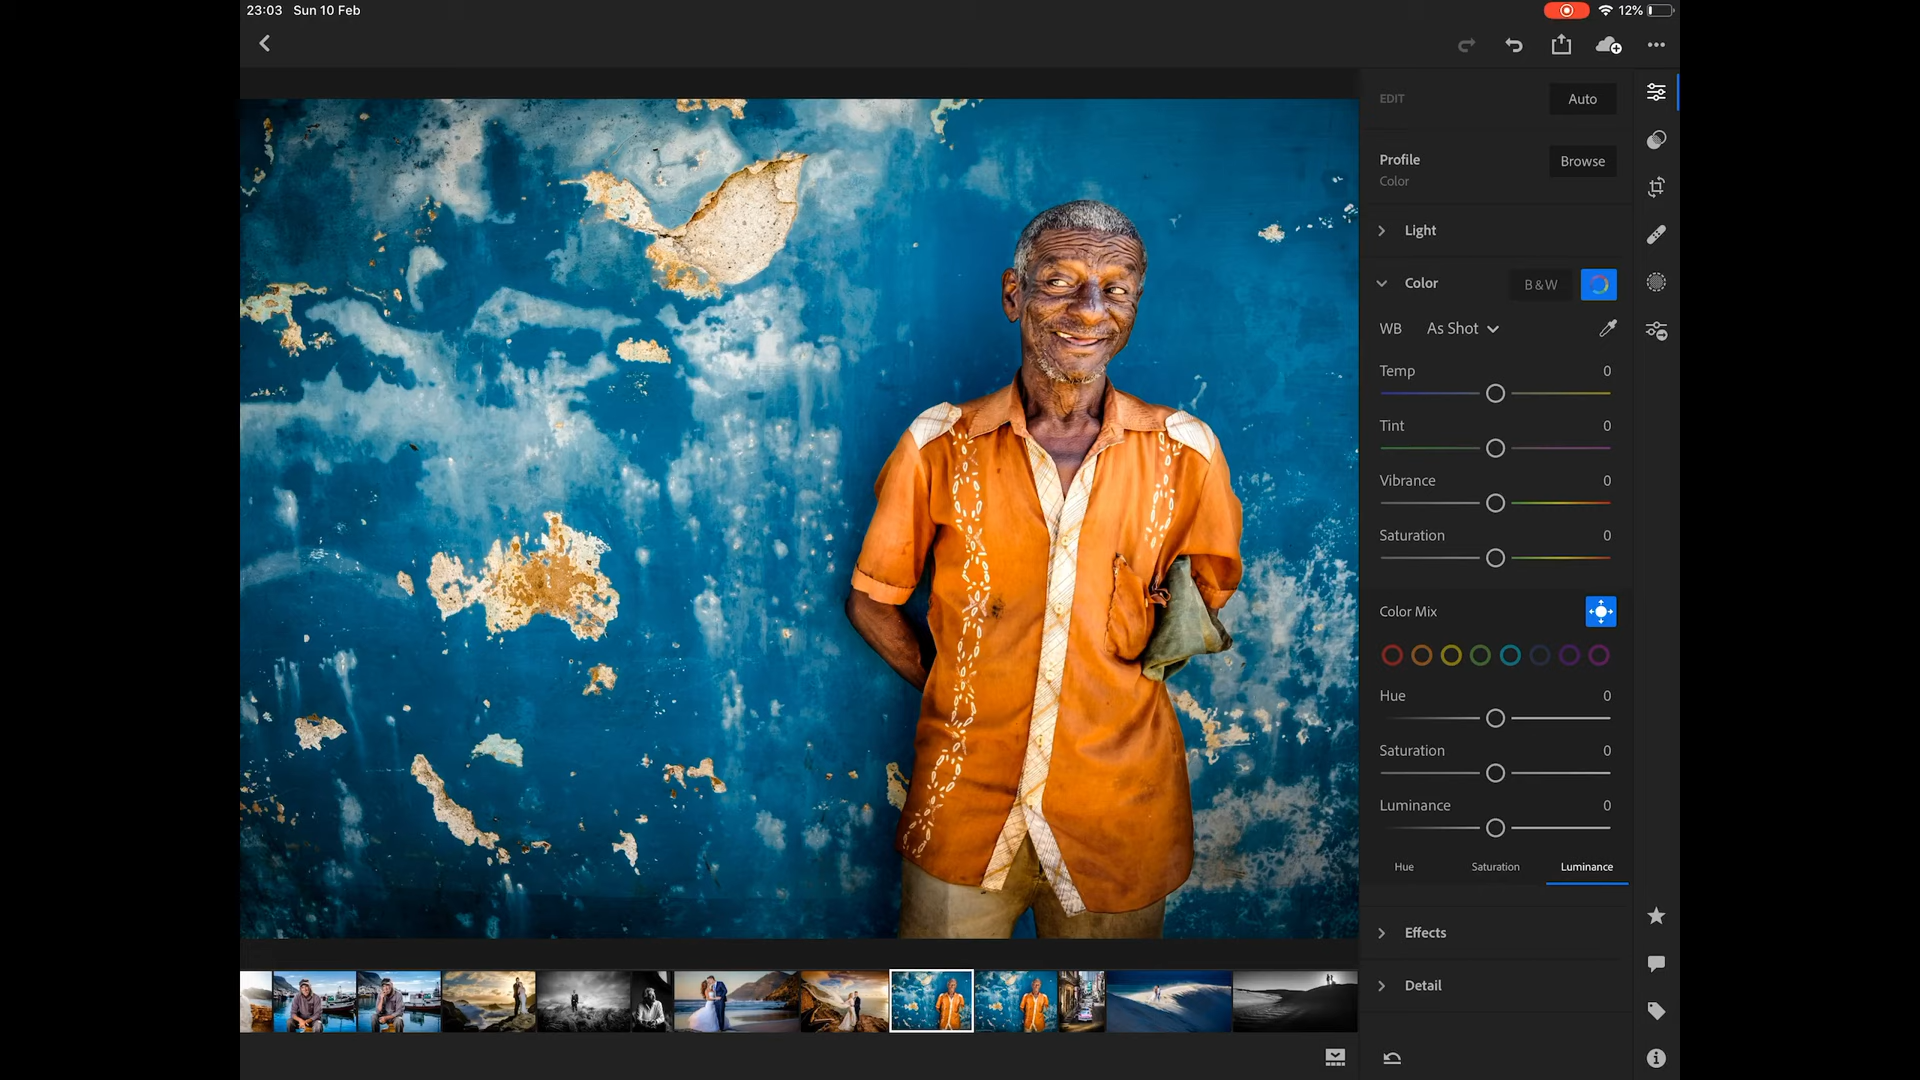 23:03 Sun 10 Feb
12%
EDIT
Auto
Profile
Browse
Color
Light
Color
B&W
WB
As Shot
Temp
0
Tint
0
Vibrance
0
Saturation
0
Color Mix
Hue
0
Saturation
0
Luminance
0
Hue
Saturation
Luminance
Effects
Detail